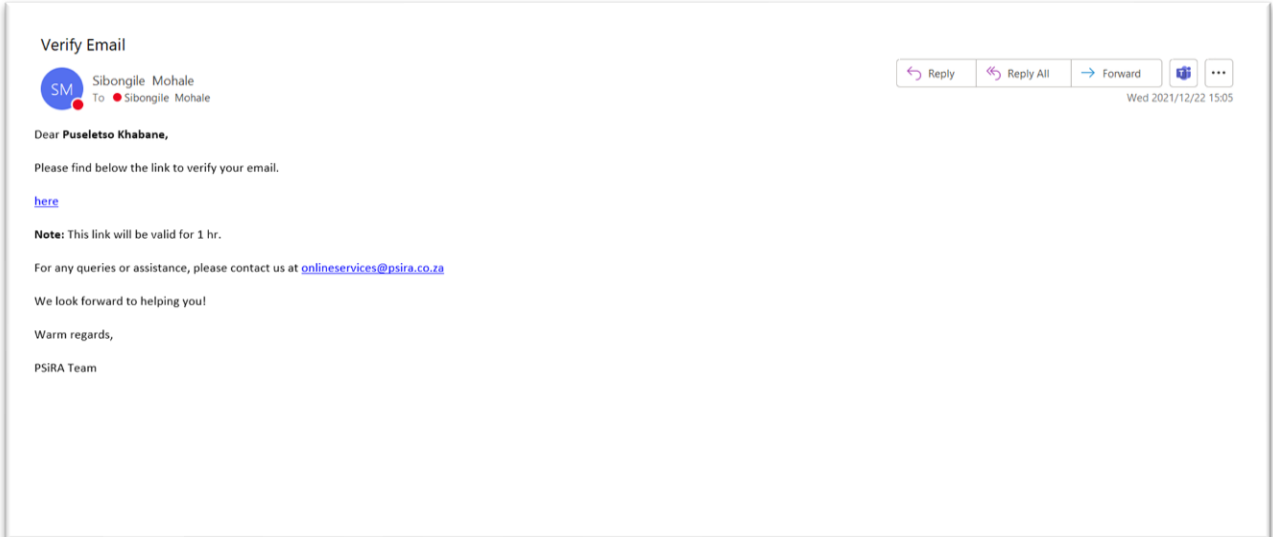 Verify Email
SM
Sibongile Mohale
To Sibongile Mohale
Reply
Reply All
Forward
Wed 2021/12/22 15:05
Dear Puseletso Khabane,
Please find below the link to verify your email.
here
Note: This link will be valid for 1 hr.
For any queries or assistance, please contact us at onlineservices@psira.co.za
We look forward to helping you!
Warm regards,
PSiRA Team